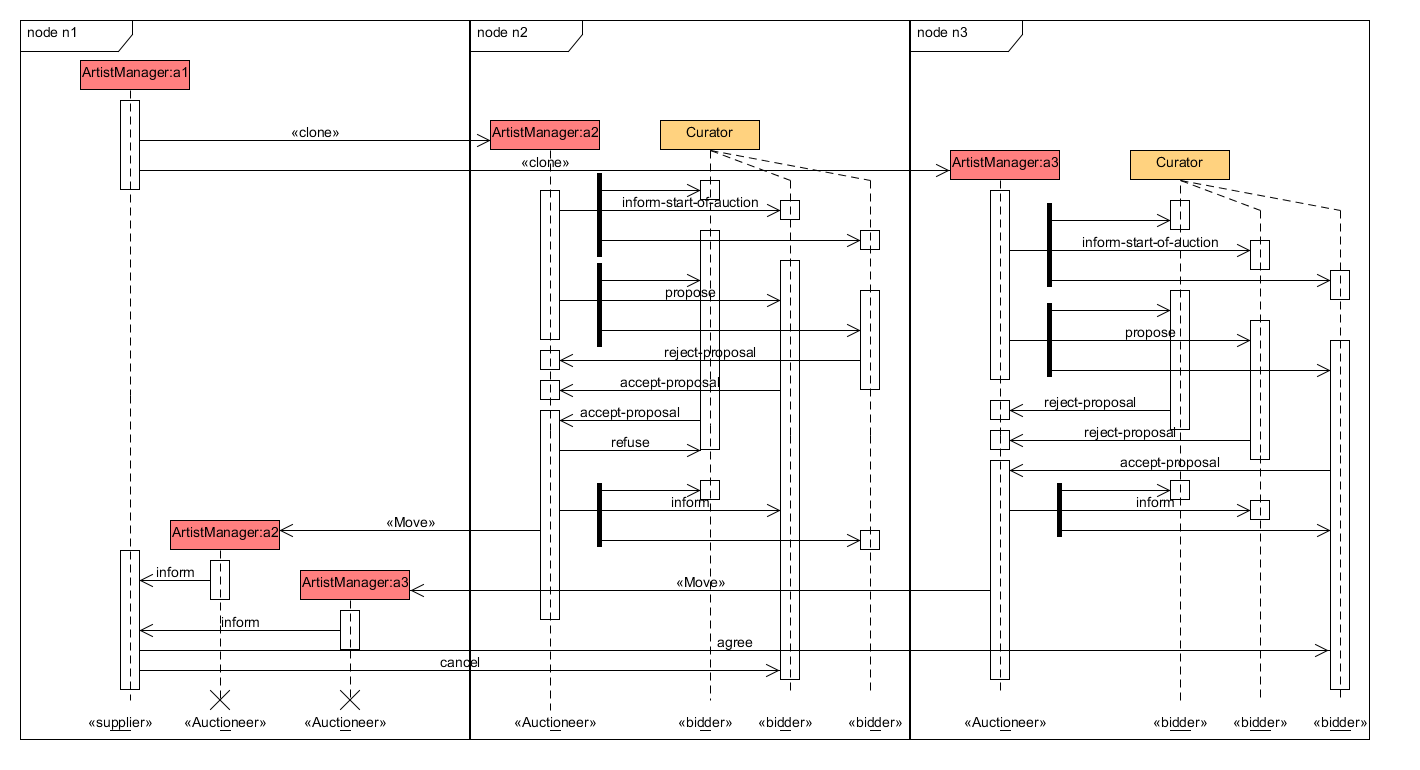 node n1
node n2
node n3
ArtistManager:a1
«clone»
ArtistManager:a2
Curator
«clone»
ArtistManager:a3
Curator
inform-start-of-auction
inform-start-of-auction
propose
propose
reject-proposal
accept-proposal
reject-proposal
accept-proposal
reject-proposal
refuse
accept-proposal
inform
inform
«Move»
ArtistManager:a2
inform
ArtistManager:a3
«Move»
inform
agree
cancel
«supplier»
«Auctioneer»
«Auctioneer»
«Auctioneer»
«bidder»
«bidder»
«bidder»
«Auctioneer»
«bidder»
«bidder»
«bidder»